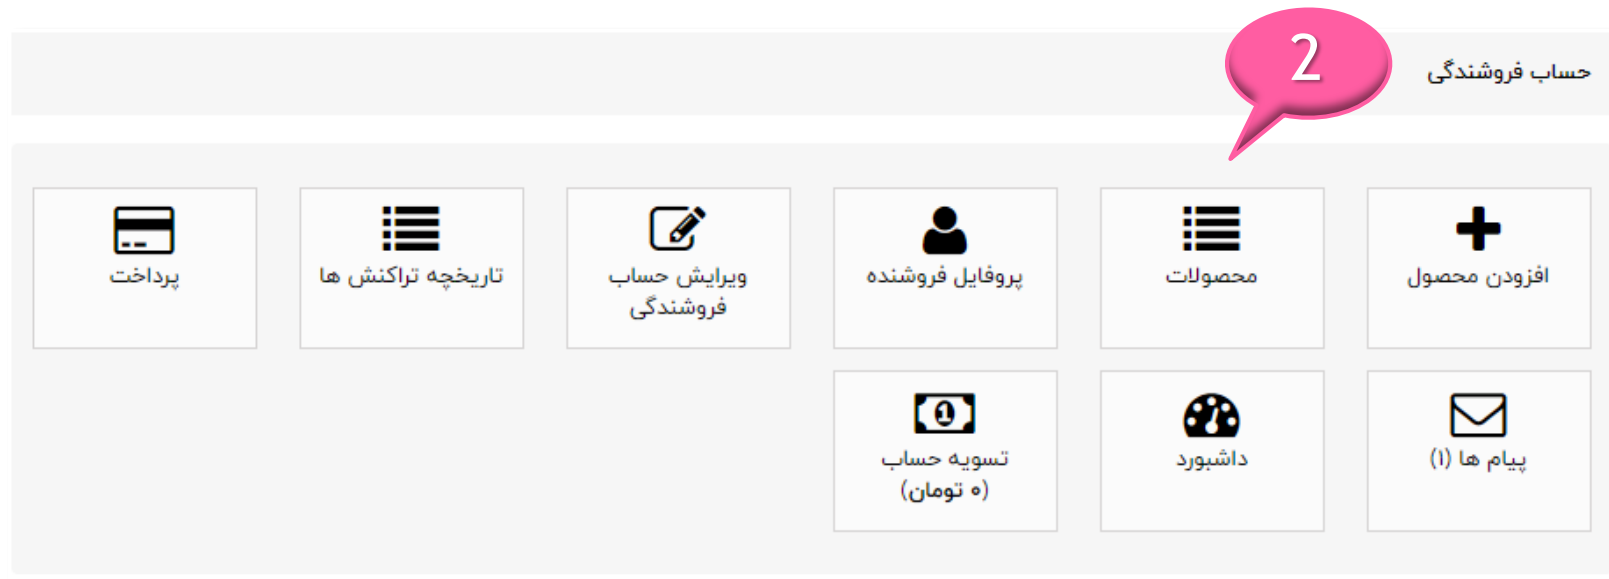 حساب فروشندگی
2
افزودن محصول
محصولات
پروفایل فروشنده
ویرایش حساب
فروشندگی
تاریخچه تراکنش ها
پرداخت
پیام ها (۱)
داشبورد
تسویه حساب
(۰ تومان)